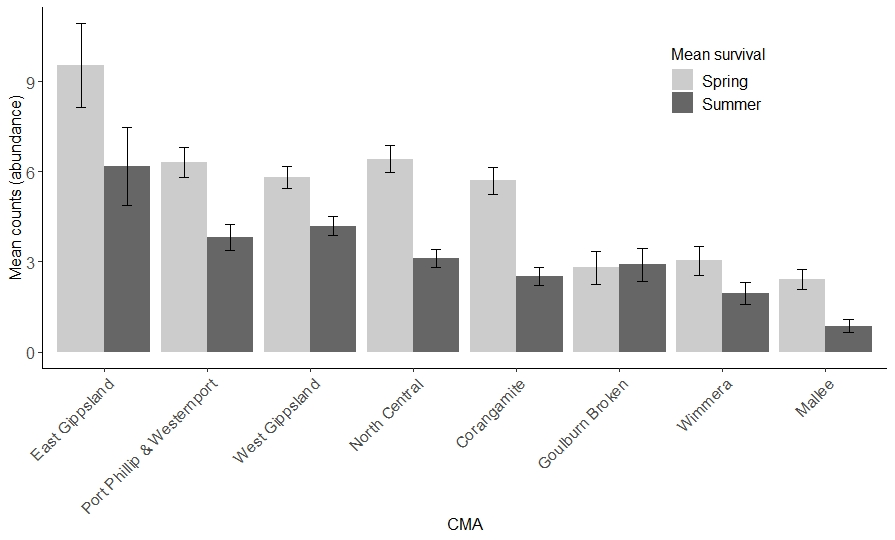 Mean counts (abundance)
9
6
3
0
Mean survival
Spring
Summer
East Gippsland
Port Phillip & Westernport
West Gippsland
North Central
Corangamite
Goulburn Broken
Wimmera
Mallee
CMA